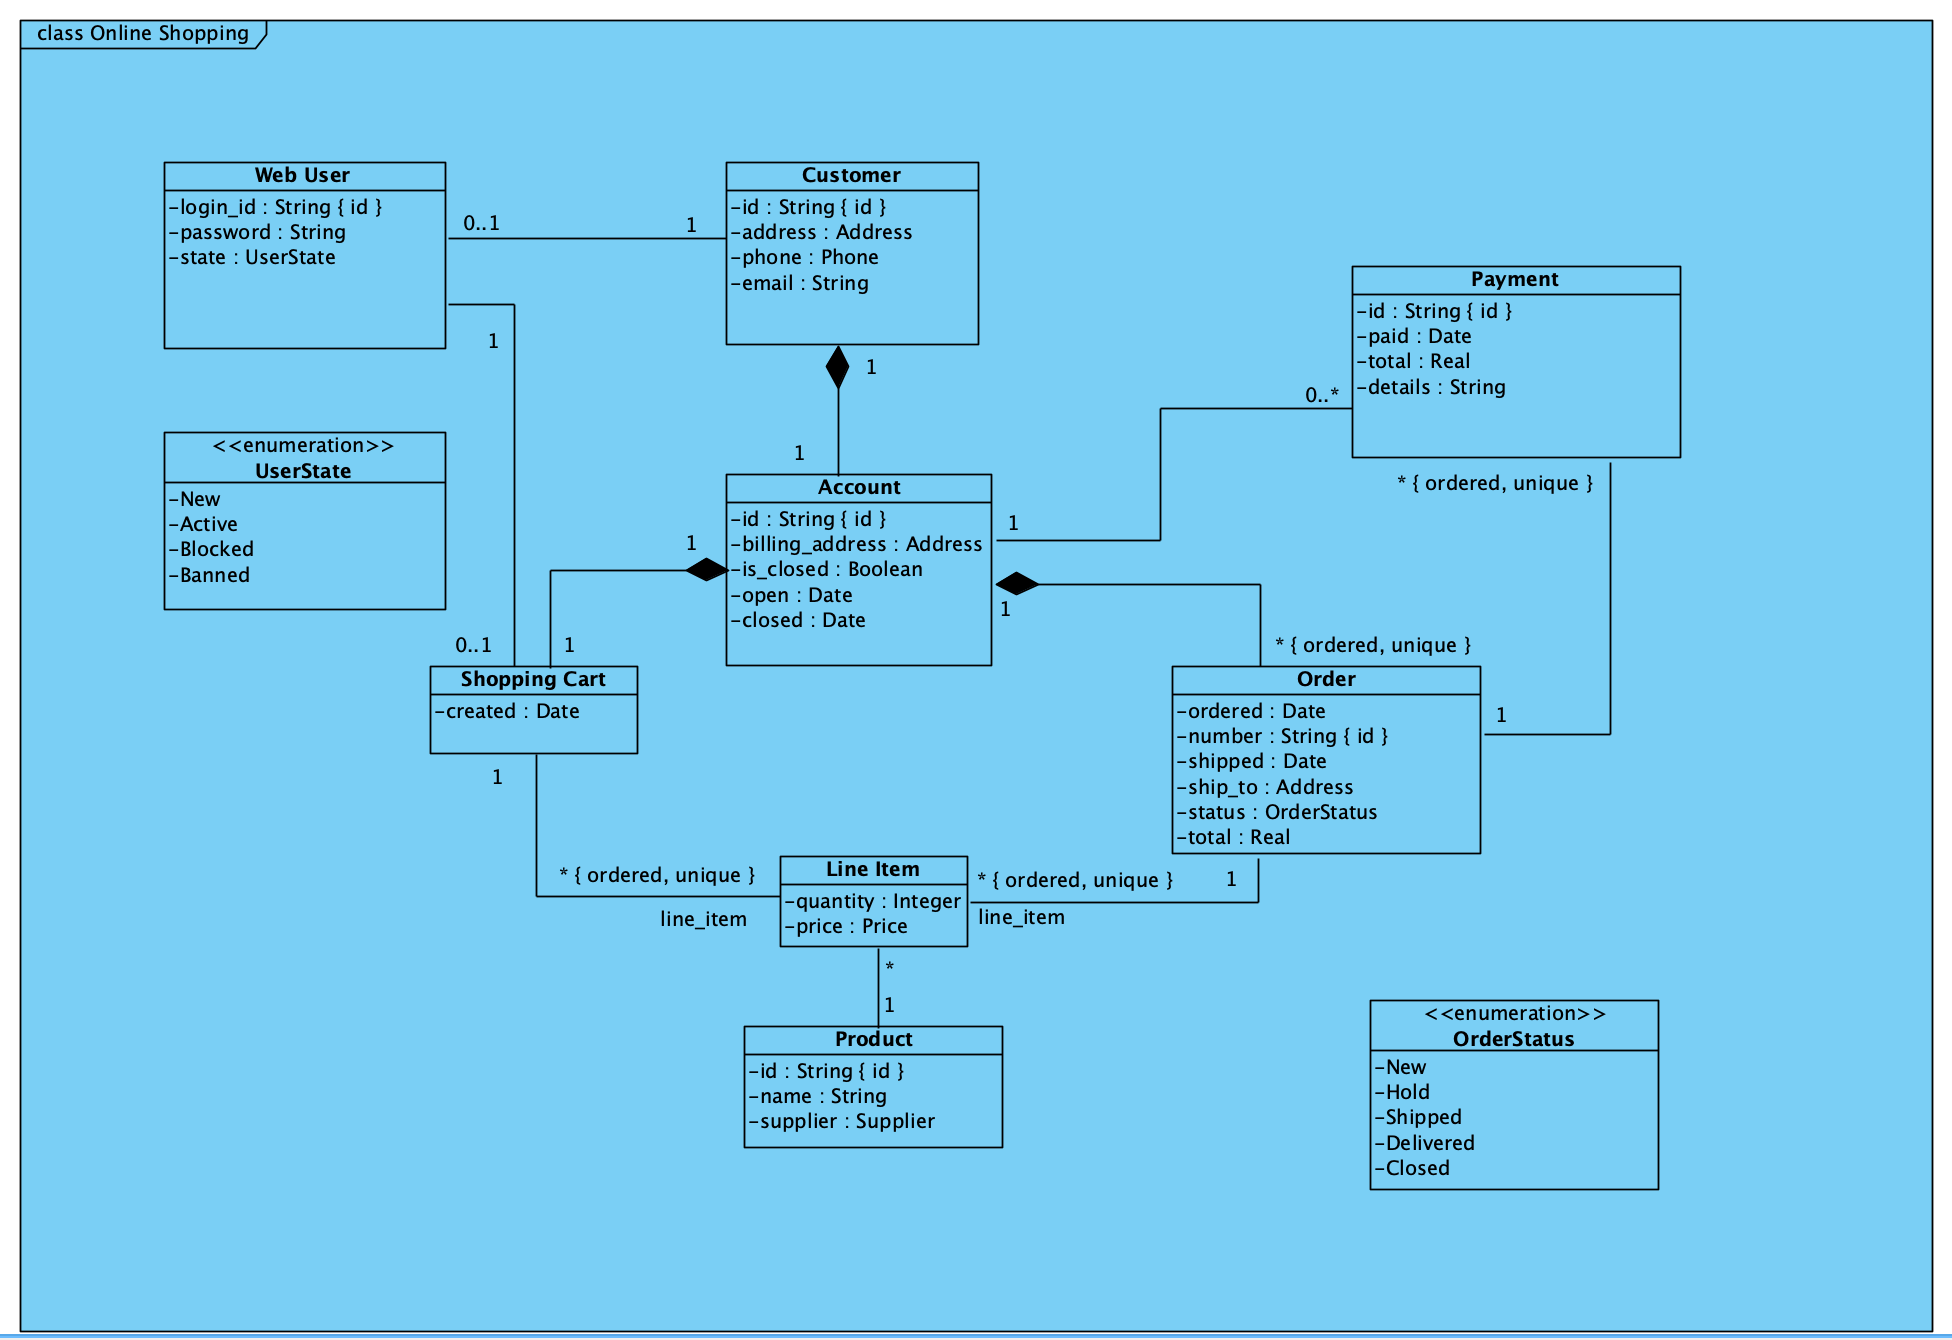 class Online Shopping
Web User
-login_id : String { id }
-password : String
-state : UserState
0..1
1
Customer
-id : String { id }
-address : Address
-phone : Phone
-email : String
Payment
-id : String { id }
-paid : Date
-total : Real
-details : String
1
1
0..*
<<enumeration>>
UserState
-New
-Active
-Blocked
-Banned
1
* { ordered, unique }
Account
-id : String { id }
-billing_address : Address
-is_closed : Boolean
-open : Date
-closed : Date
1
1
1
0..1
1
* { ordered, unique }
Shopping Cart
-created : Date
Order
-ordered : Date
-number : String { id }
-shipped : Date
-ship_to : Address
-status : OrderStatus
-total : Real
1
1
* { ordered, unique }
line_item
Line Item
-quantity : Integer
-price : Price
* { ordered, unique }
1
line_item
*
1
Product
-id : String { id }
-name : String
-supplier : Supplier
<<enumeration>>
OrderStatus
-New
-Hold
-Shipped
-Delivered
-Closed